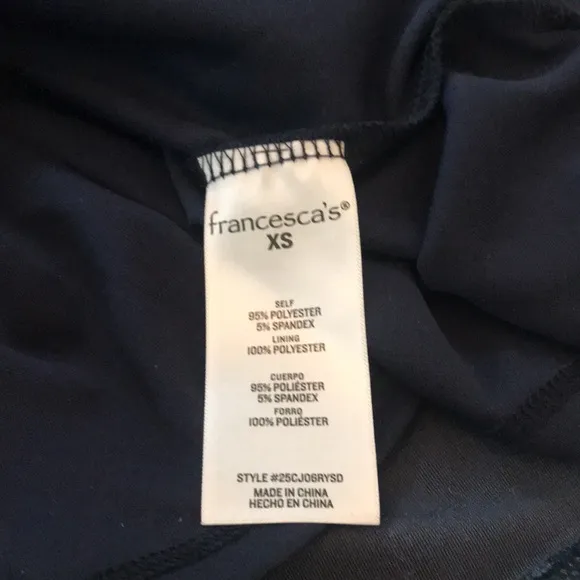 francesca's®
XS
SELF
95% POLYESTER
5% SPANDEX
LINING
100% POLYESTER
CUERPO
95% POLIÉSTER
5% SPANDEX
FORRO
100% POLIÉSTER
STYLE #25CJ06RYSD
MADE IN CHINA
HECHO EN CHINA